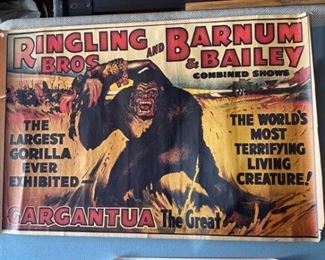 RINGLING BROS AND BARNUM & BAILEY
COMBINED SHOWS
THE
LARGEST
GORILLA
EVER
EXHIBITED—
THE WORLD'S
MOST
TERRIFYING
LIVING
CREATURE!
GARGANTUA The Great